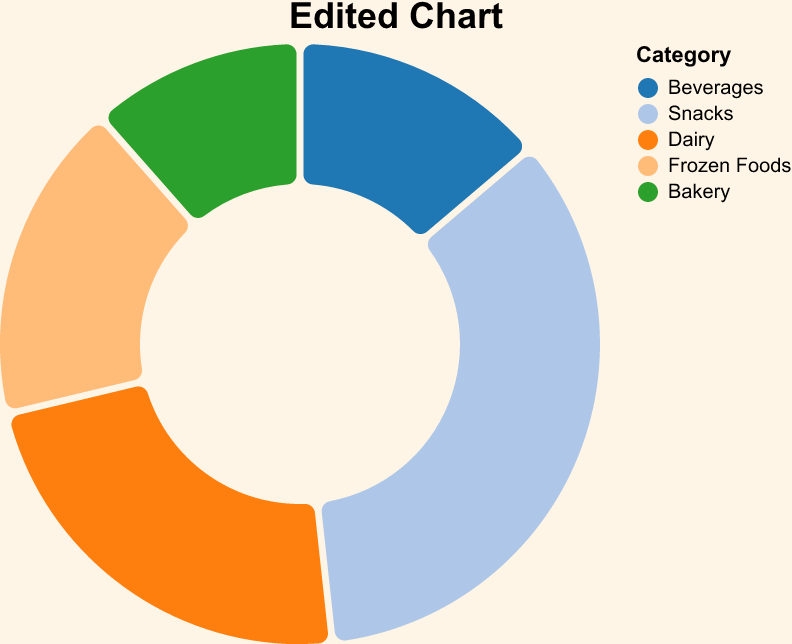 Edited Chart
Category
Beverages
Snacks
Dairy
Frozen Foods
Bakery